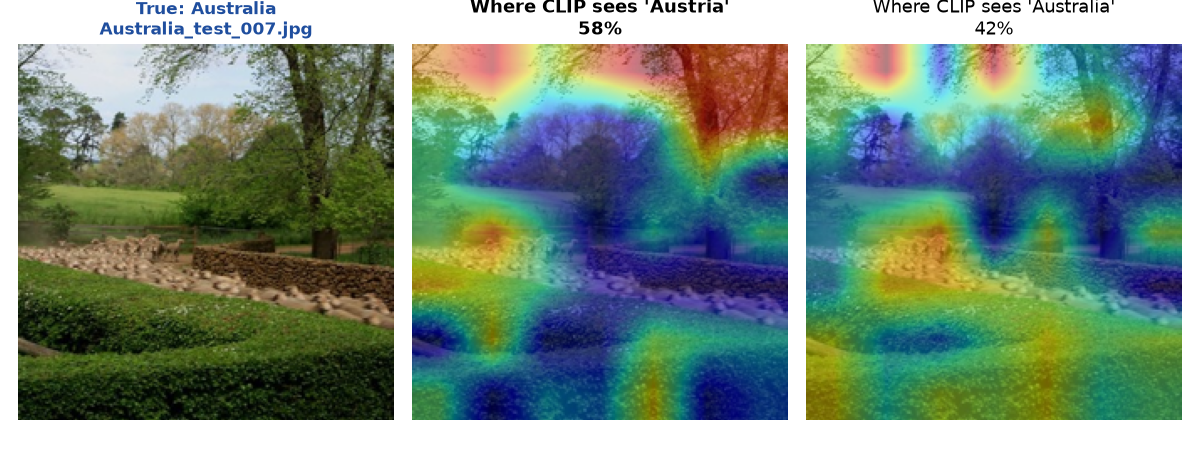 True: Australia
Australia_test_007.jpg
Where CLIP sees 'Austria'
58%
Where CLIP sees 'Australia'
42%